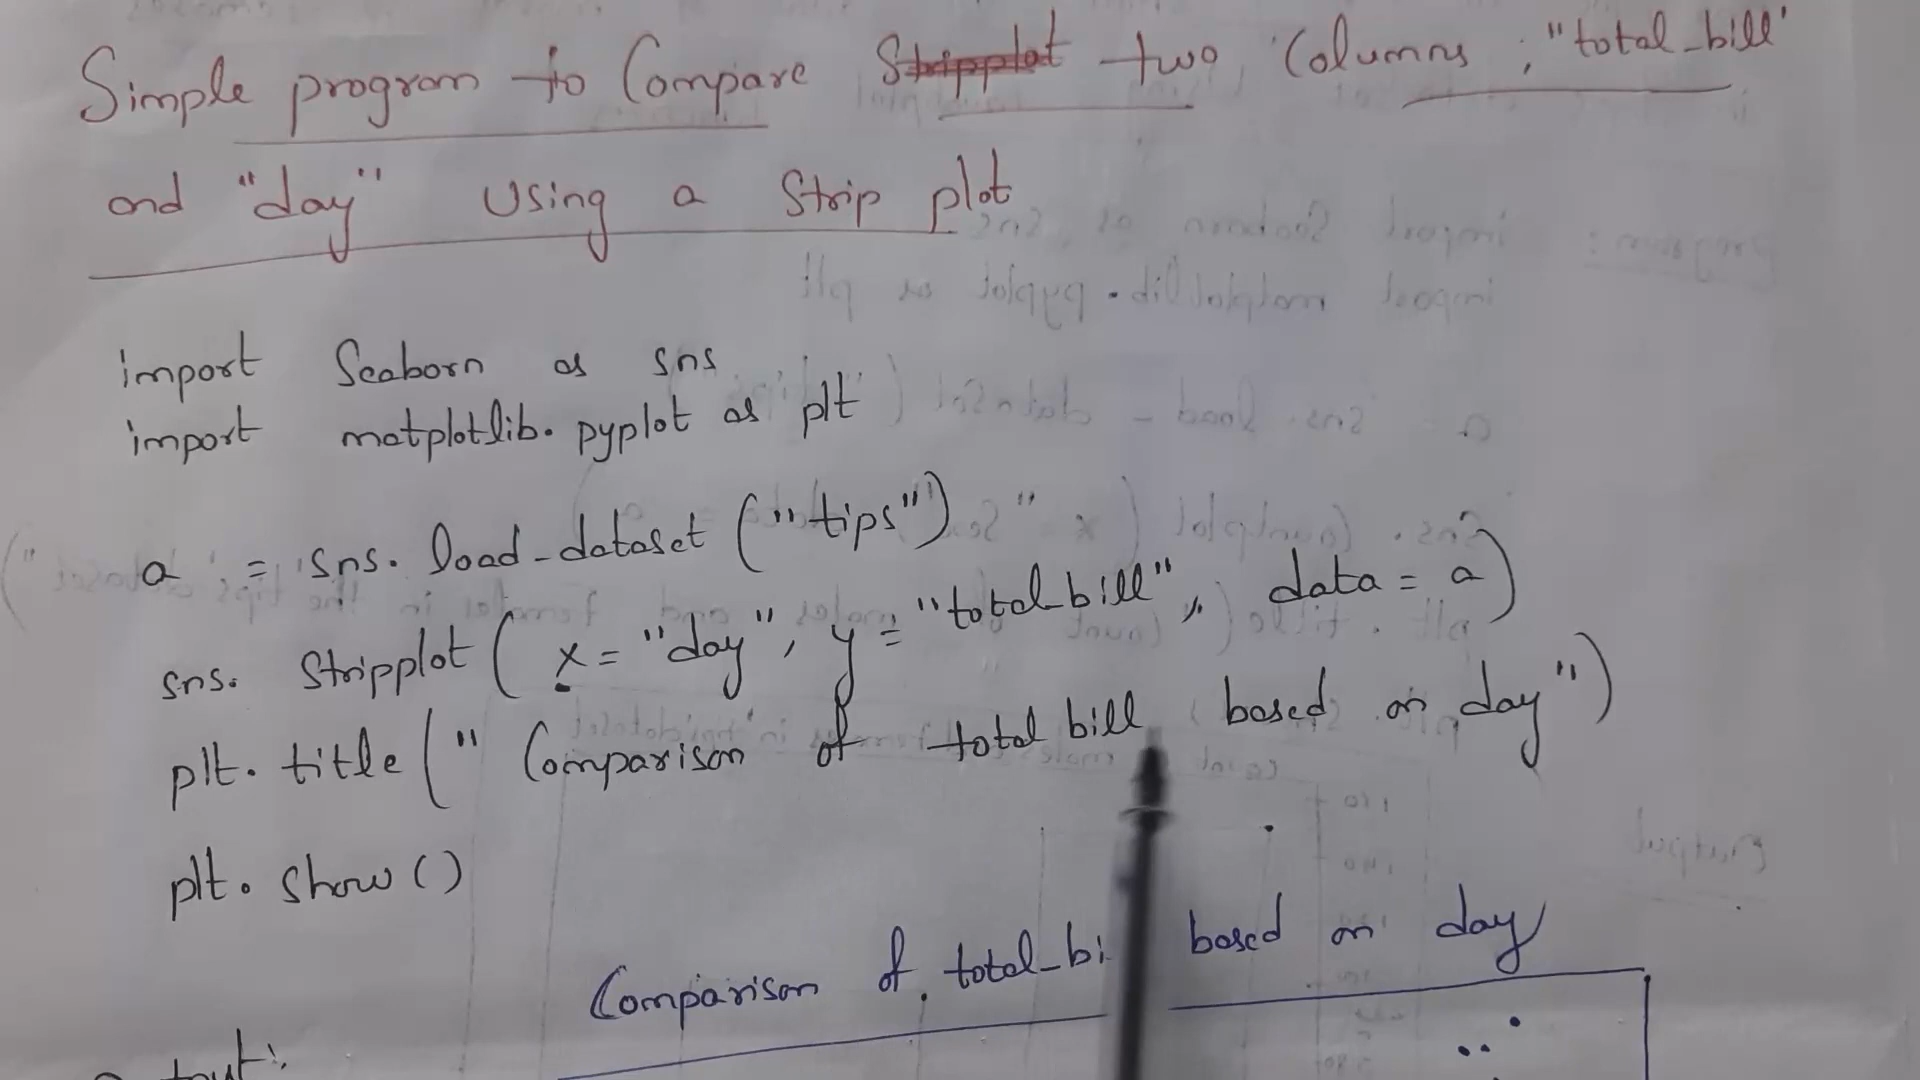 Simple program to Compare two Columns, "total_bill"
and "day" Using a Strip plot
import Seaborn as sns
import matplotlib.pyplot as plt
a = sns.load_dataset("tips")
sns.Stripplot(x="day", y="total_bill", data=a)
plt.title("Comparison of total bill based on day")
plt.show()
Comparison of total_bi based on day